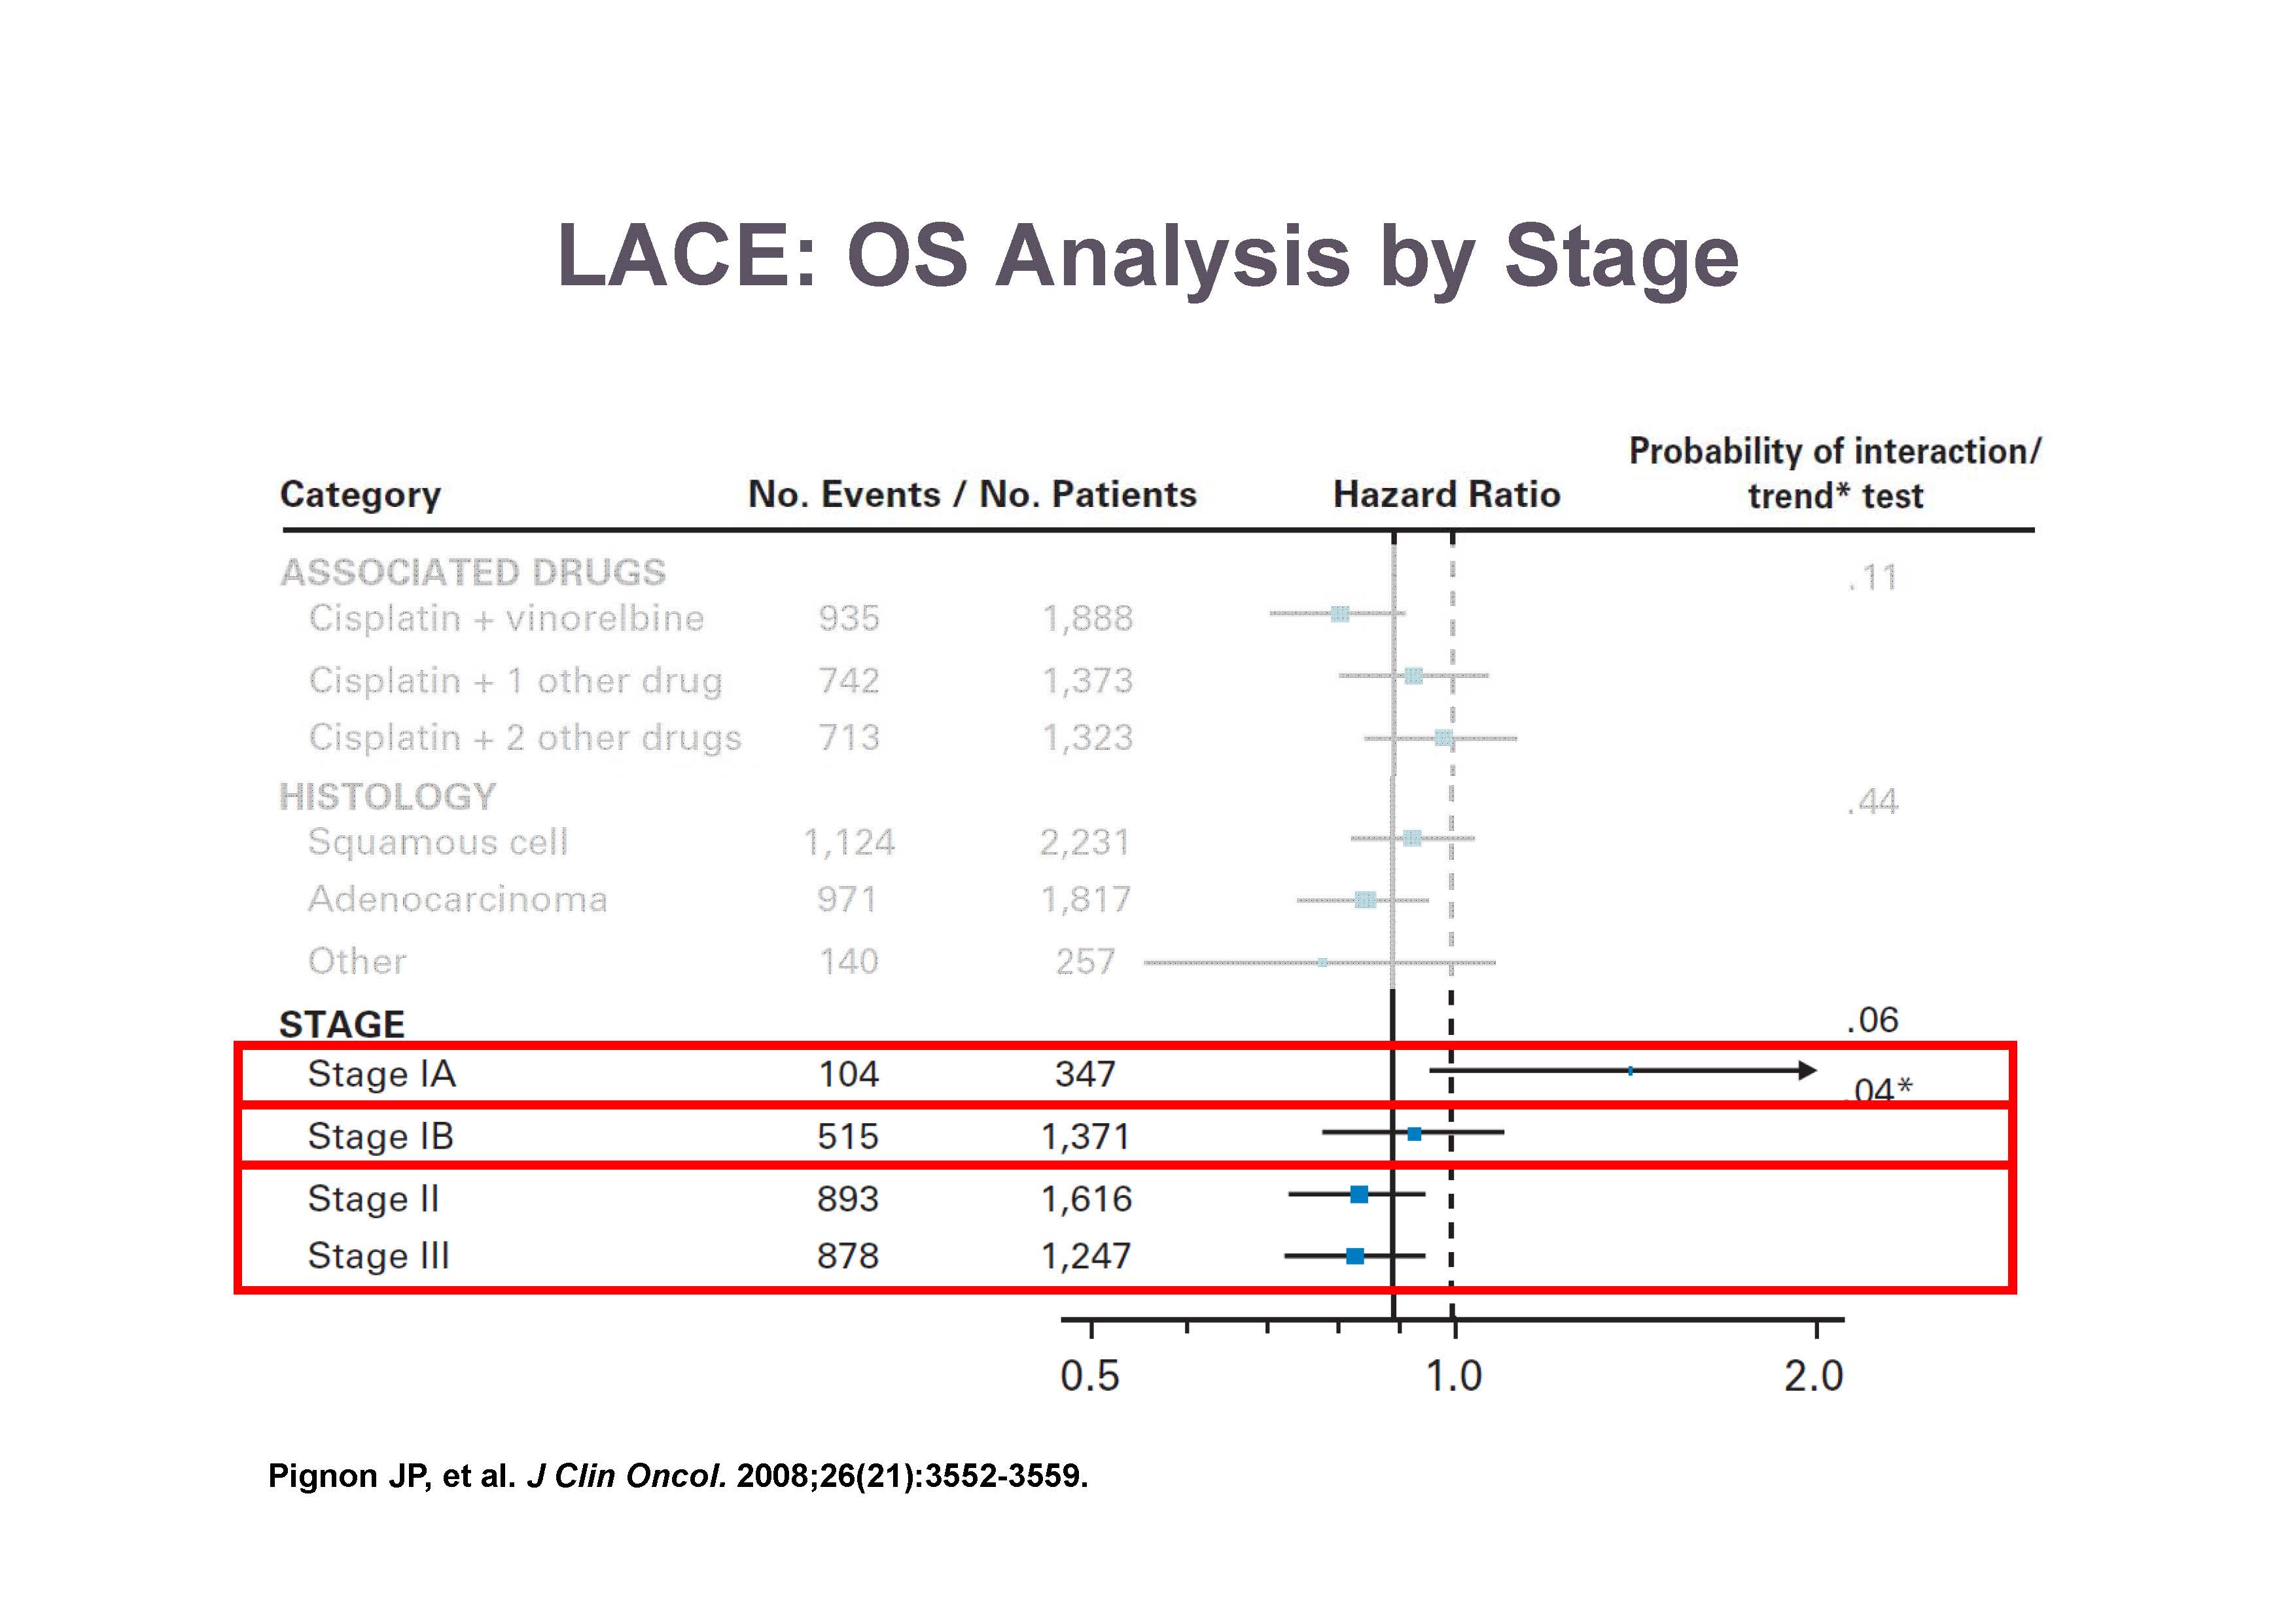 LACE: OS Analysis by Stage
Probability of interaction/
Category No. Events / No. Patients Hazard Ratio trend* test
ASSOCIATED DRUGS .11
Cisplatin + vinorelbine 935 1,888
Cisplatin + 1 other drug 742 1,373
Cisplatin + 2 other drugs 713 1,323
HISTOLOGY .44
Squamous cell 1,124 2,231
Adenocarcinoma 971 1,817
Other 140 257
STAGE .06
Stage IA 104 347
.04*
Stage IB 515 1,371
Stage II 893 1,616
Stage III 878 1,247
0.5 1.0 2.0
Pignon JP, et al. J Clin Oncol. 2008;26(21):3552-3559.